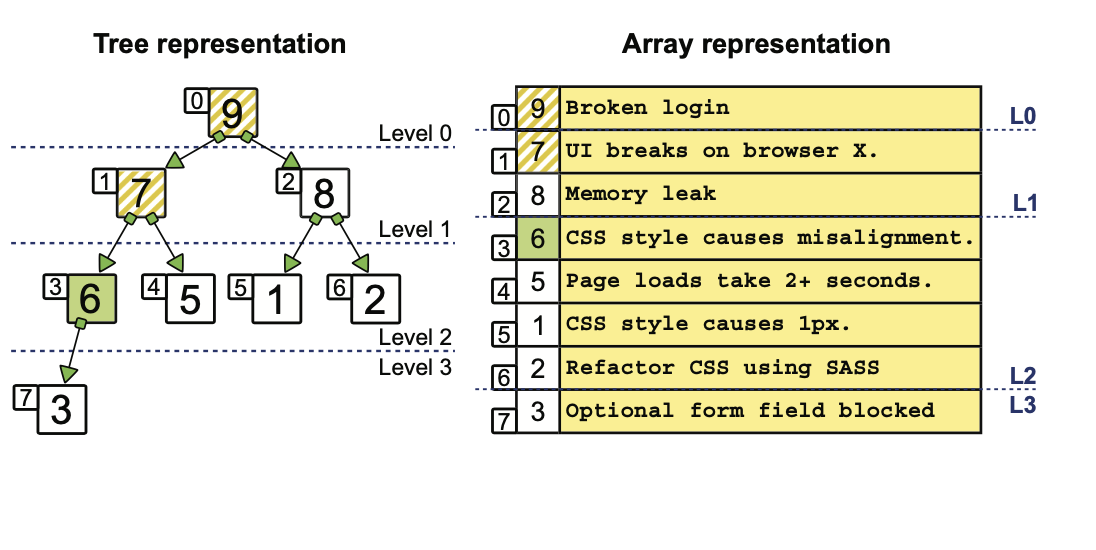 Tree representation
0 9
Level 0
1 7
2 8
Level 1
3 6
4 5
5 1
6 2
Level 2
Level 3
7 3
Array representation
0 9 Broken login
L0
1 7 UI breaks on browser X.
2 8 Memory leak
L1
3 6 CSS style causes misalignment.
4 5 Page loads take 2+ seconds.
5 1 CSS style causes 1px.
6 2 Refactor CSS using SASS
L2
L3
7 3 Optional form field blocked